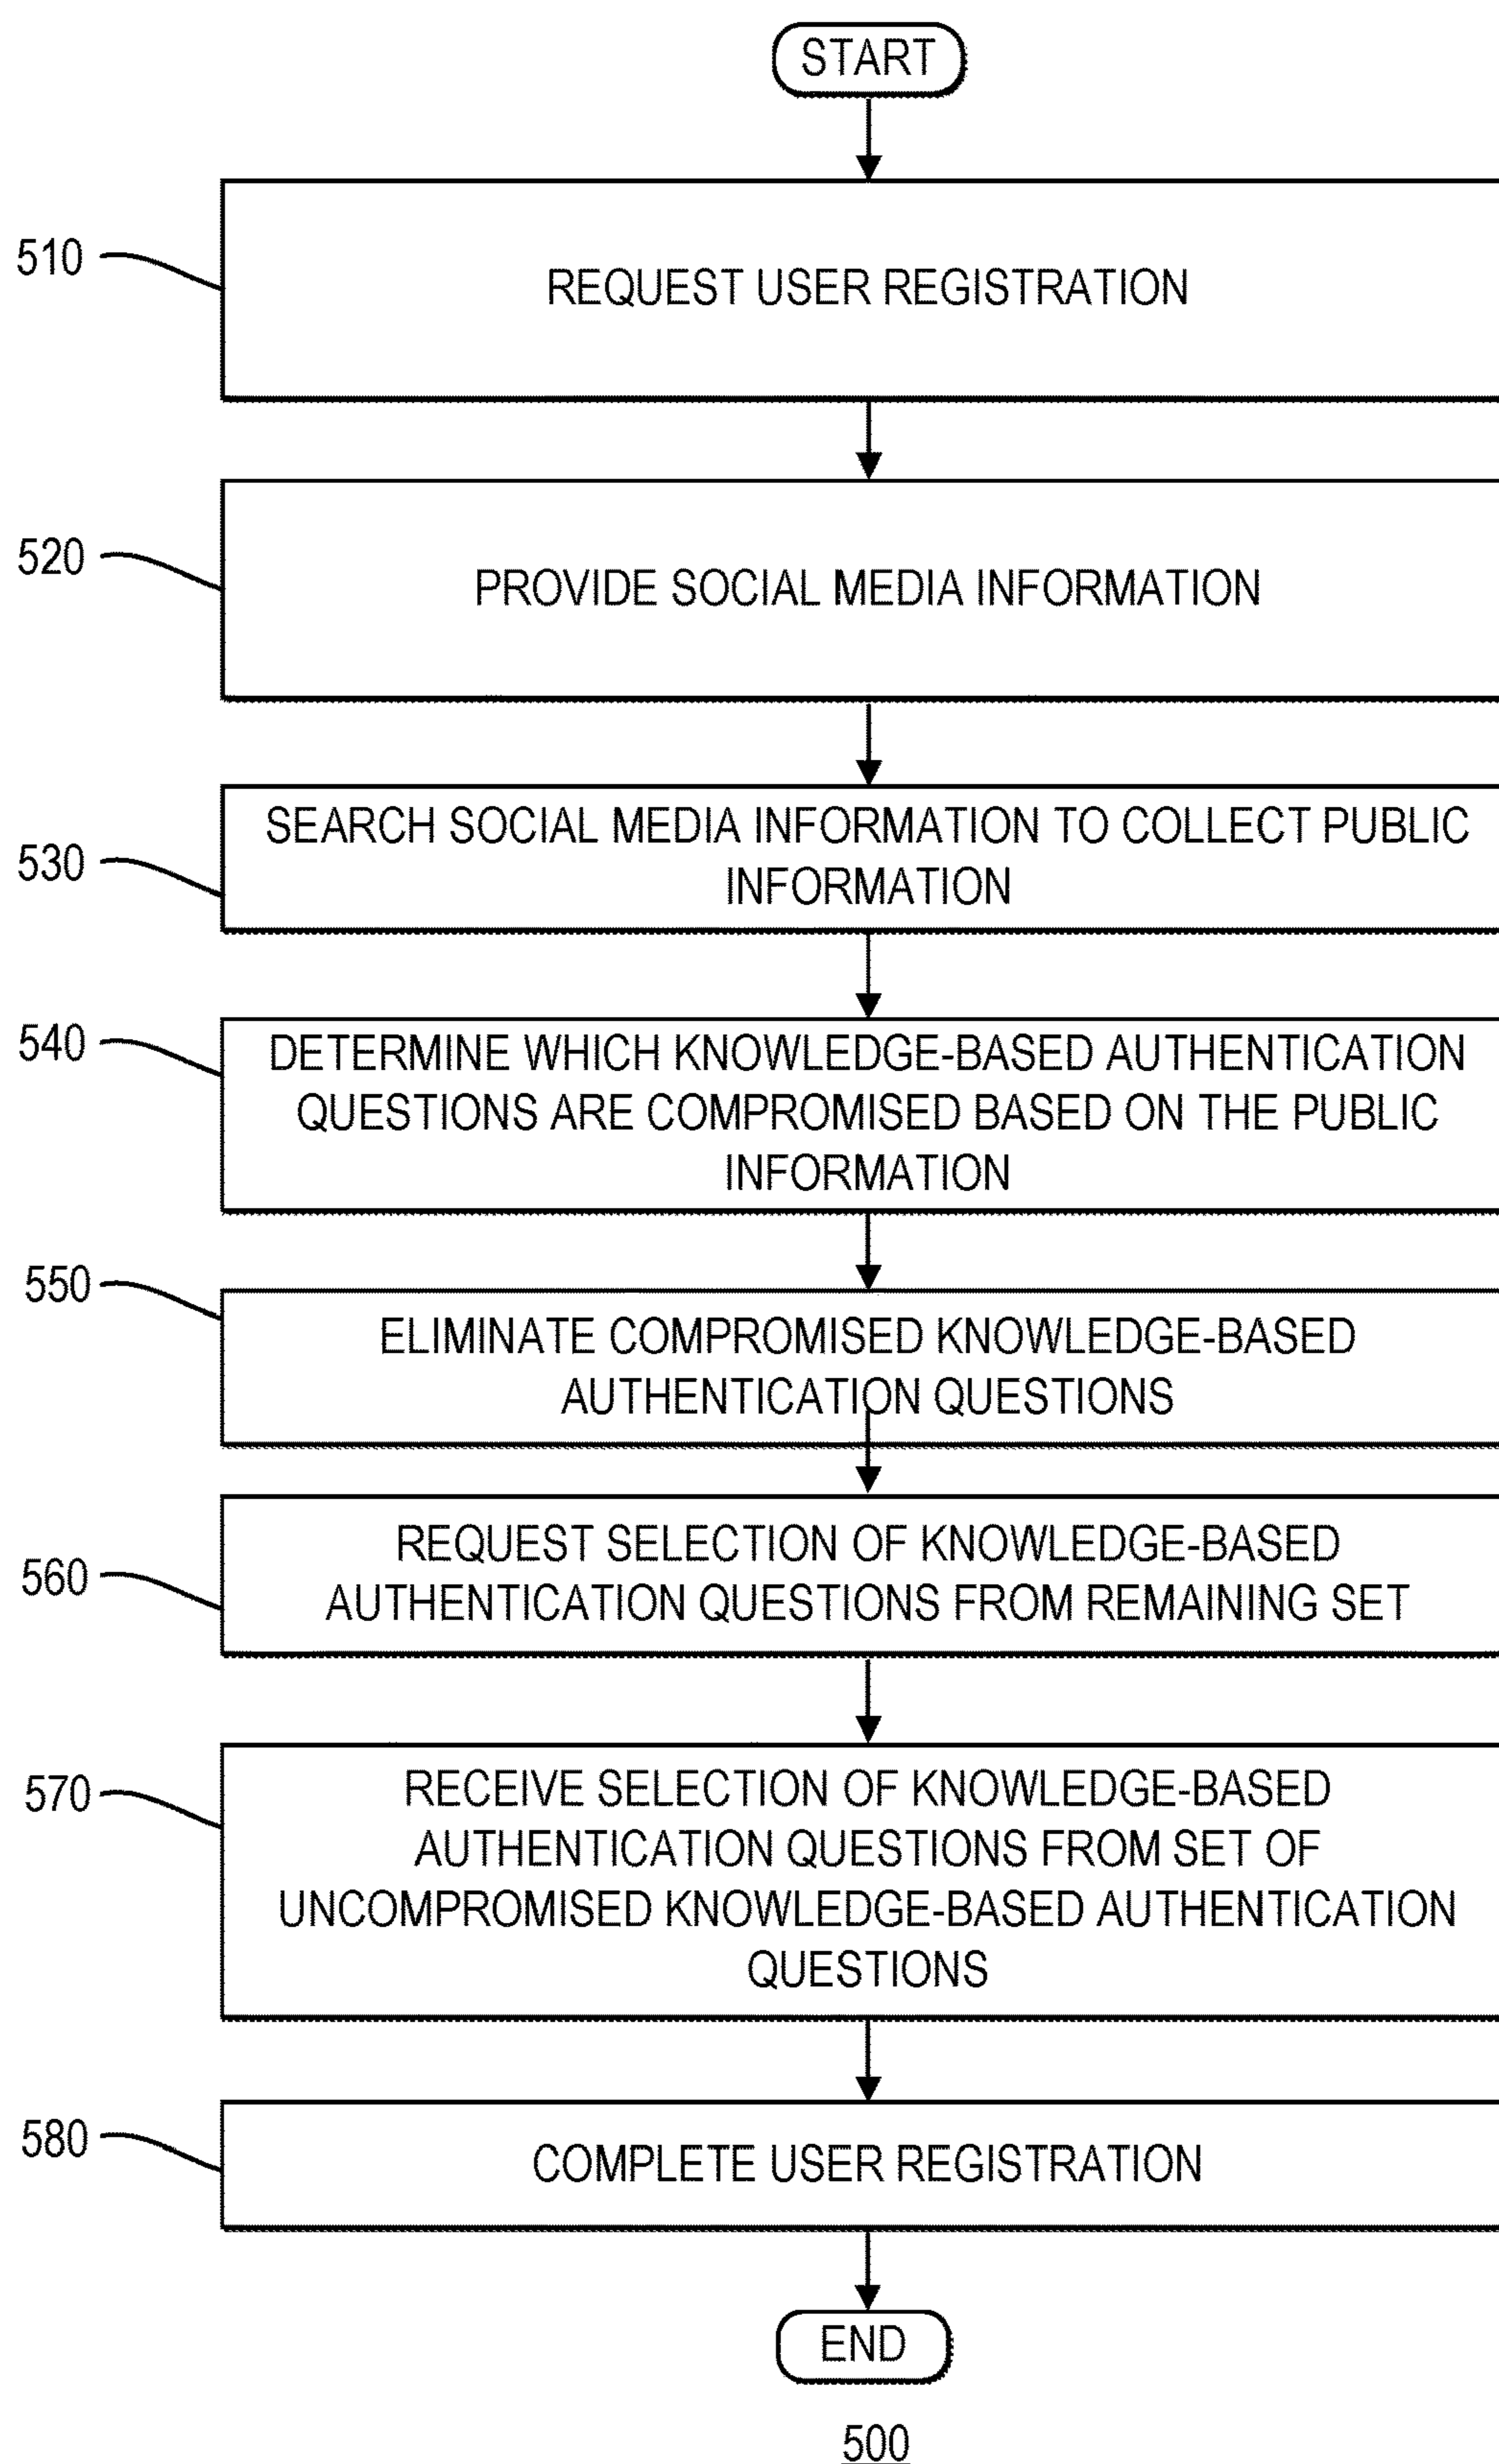 START
510
REQUEST USER REGISTRATION
520
PROVIDE SOCIAL MEDIA INFORMATION
530
SEARCH SOCIAL MEDIA INFORMATION TO COLLECT PUBLIC
INFORMATION
540
DETERMINE WHICH KNOWLEDGE-BASED AUTHENTICATION
QUESTIONS ARE COMPROMISED BASED ON THE PUBLIC
INFORMATION
550
ELIMINATE COMPROMISED KNOWLEDGE-BASED
AUTHENTICATION QUESTIONS
560
REQUEST SELECTION OF KNOWLEDGE-BASED
AUTHENTICATION QUESTIONS FROM REMAINING SET
570
RECEIVE SELECTION OF KNOWLEDGE-BASED
AUTHENTICATION QUESTIONS FROM SET OF
UNCOMPROMISED KNOWLEDGE-BASED AUTHENTICATION
QUESTIONS
580
COMPLETE USER REGISTRATION
END
500